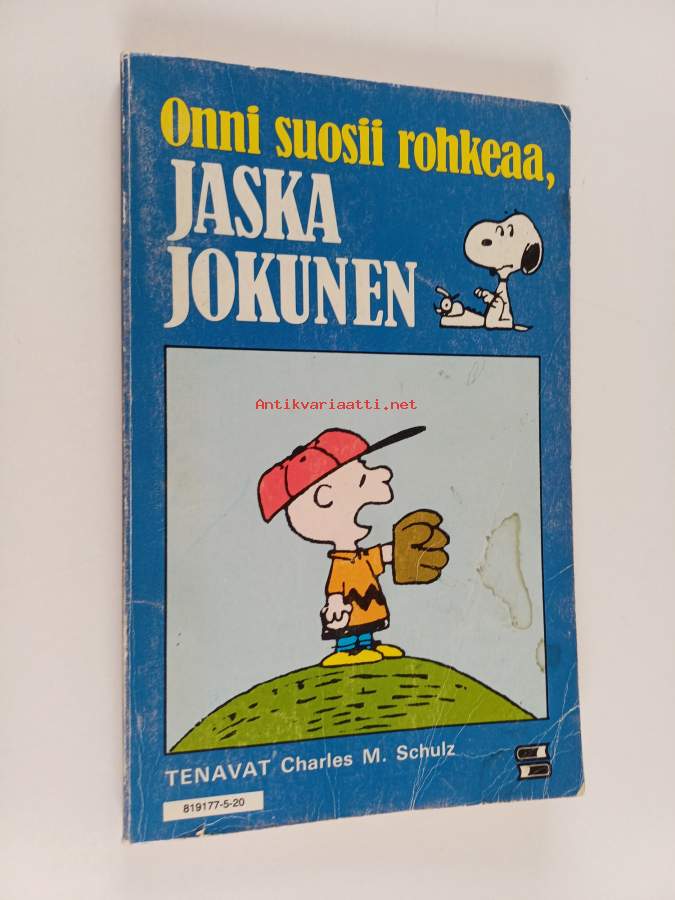 Onni suosii rohkeaa,
JASKA
JOKUNEN
Antikvariaatti.net
TENAVAT Charles M. Schulz
819177-5-20